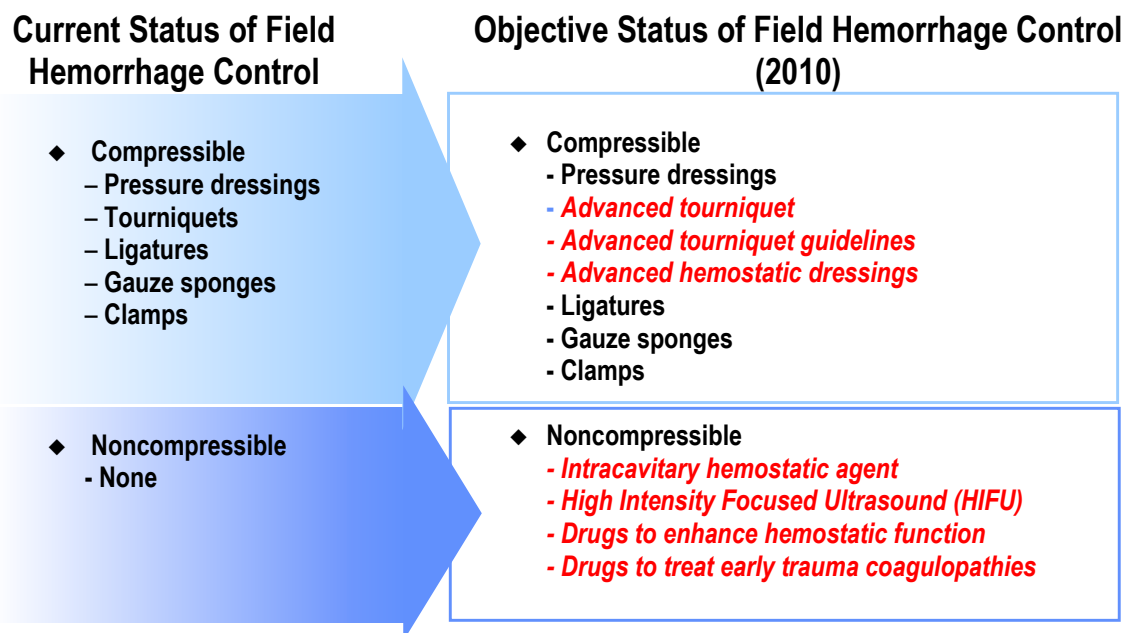 Current Status of Field
Hemorrhage Control
◆ Compressible
– Pressure dressings
– Tourniquets
– Ligatures
– Gauze sponges
– Clamps
◆ Noncompressible
- None
Objective Status of Field Hemorrhage Control
(2010)
◆ Compressible
- Pressure dressings
- Advanced tourniquet
- Advanced tourniquet guidelines
- Advanced hemostatic dressings
- Ligatures
- Gauze sponges
- Clamps
◆ Noncompressible
- Intracavitary hemostatic agent
- High Intensity Focused Ultrasound (HIFU)
- Drugs to enhance hemostatic function
- Drugs to treat early trauma coagulopathies